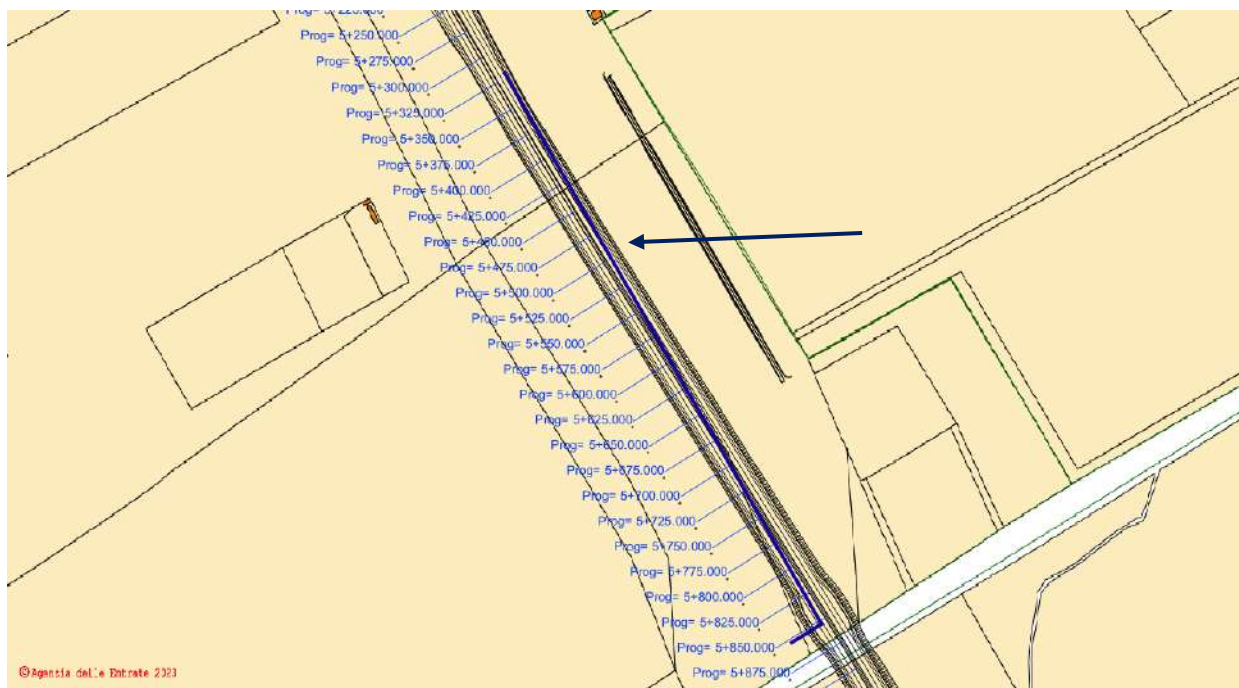 Prog= 5+225.000
Prog= 5+250.000
Prog= 5+275.000
Prog= 5+300.000
Prog= 5+325.000
Prog= 5+350.000
Prog= 5+375.000
Prog= 5+400.000
Prog= 5+425.000
Prog= 5+450.000
Prog= 5+475.000
Prog= 5+500.000
Prog= 5+525.000
Prog= 5+550.000
Prog= 5+575.000
Prog= 5+600.000
Prog= 5+625.000
Prog= 5+650.000
Prog= 5+675.000
Prog= 5+700.000
Prog= 5+725.000
Prog= 5+750.000
Prog= 5+775.000
Prog= 5+800.000
Prog= 5+825.000
Prog= 5+850.000
Prog= 5+875.000
©Agenzia delle Entrate 2023